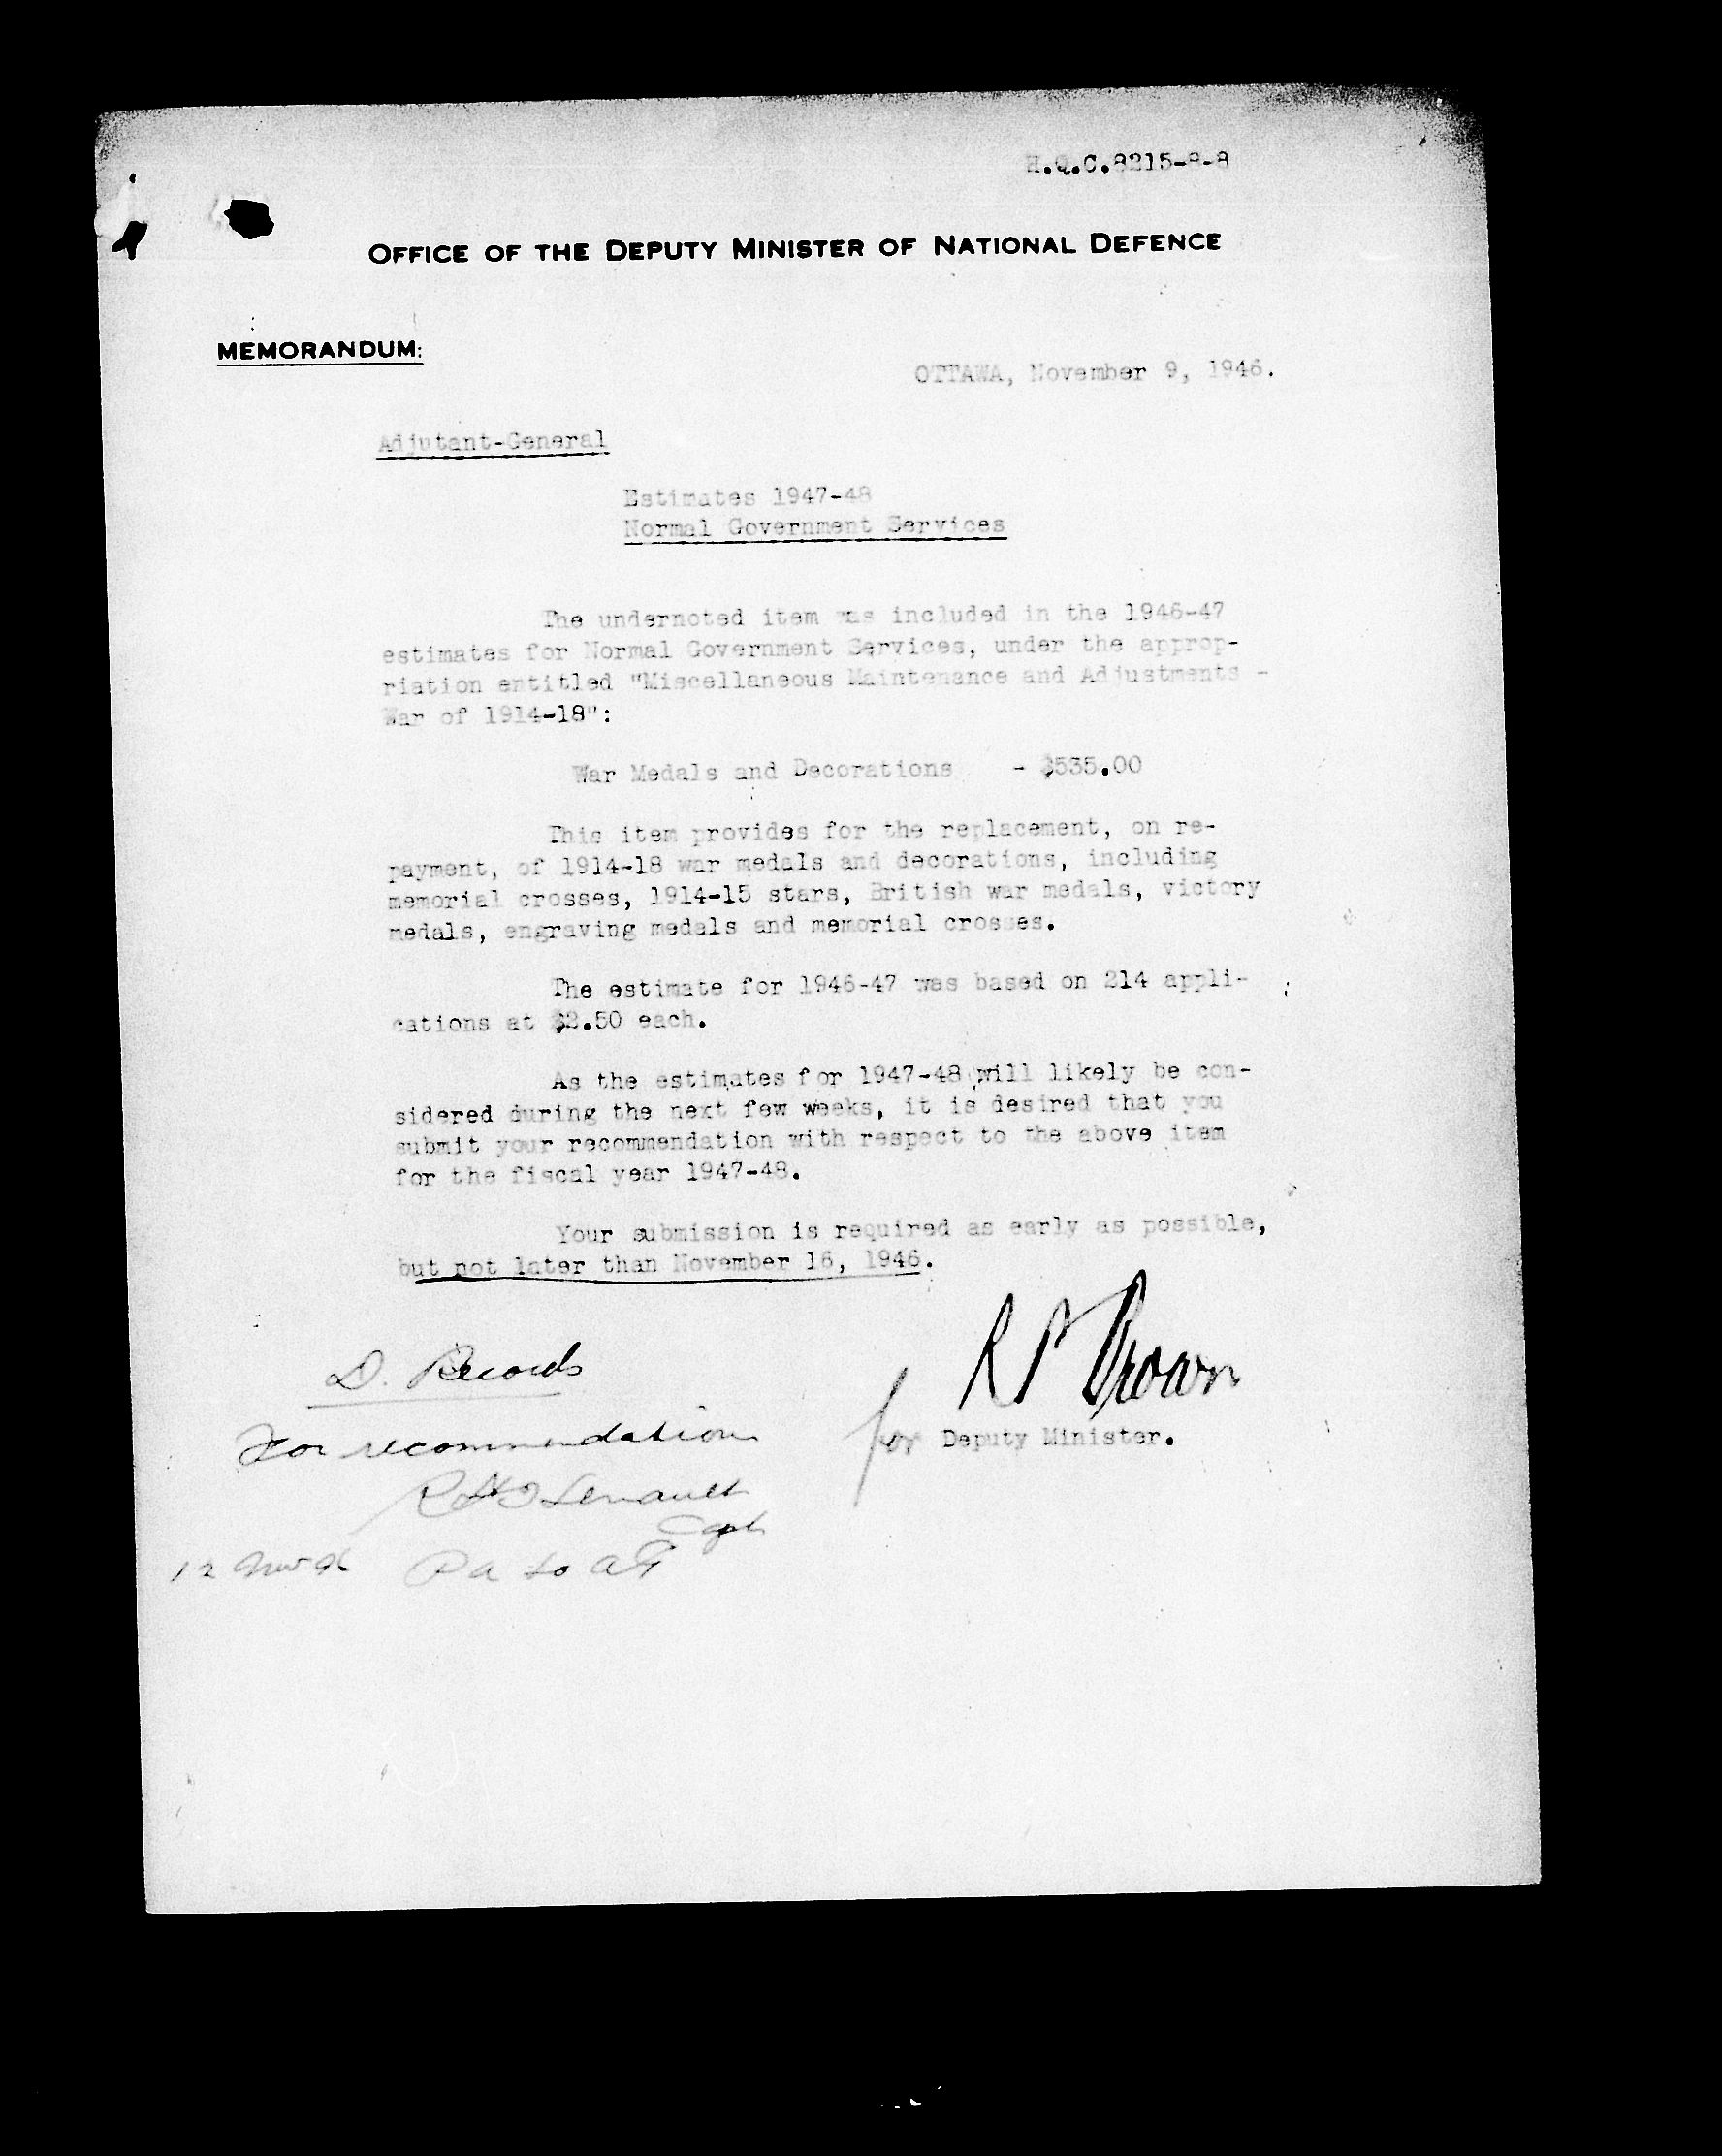 H.Q.C.8215-8-8
OFFICE OF THE DEPUTY MINISTER OF NATIONAL DEFENCE
MEMORANDUM:
OTTAWA, November 9, 1946.
Adjutant-General
Estimates 1947-48
Normal Government Services
The undernoted item was included in the 1946-47
estimates for Normal Government Services, under the approp-
riation entitled "Miscellaneous Maintenance and Adjustments -
War of 1914-18":
War Medals and Decorations - $535.00
This item provides for the replacement, on re-
payment, of 1914-18 war medals and decorations, including
memorial crosses, 1914-15 stars, British war medals, victory
medals, engraving medals and memorial crosses.
The estimate for 1946-47 was based on 214 appli-
cations at $2.50 each.
As the estimates for 1947-48 will likely be con-
sidered during the next few weeks, it is desired that you
submit your recommendation with respect to the above item
for the fiscal year 1947-48.
Your submission is required as early as possible,
but not later than November 16, 1946.
R P Brown
for Deputy Minister.
D. Records
For recommendation
Capt
12 Nov 46 PA to AG